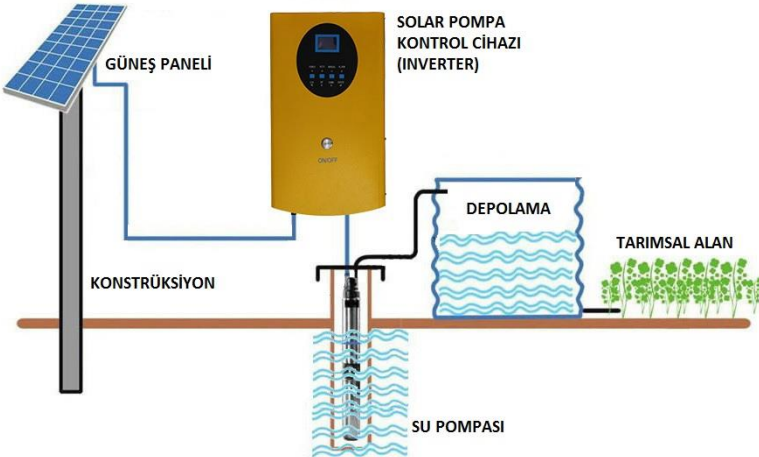 SOLAR POMPA
KONTROL CİHAZI
(INVERTER)
GÜNEŞ PANELİ
ON/OFF
DEPOLAMA
TARIMSAL ALAN
KONSTRÜKSİYON
SU POMPASI